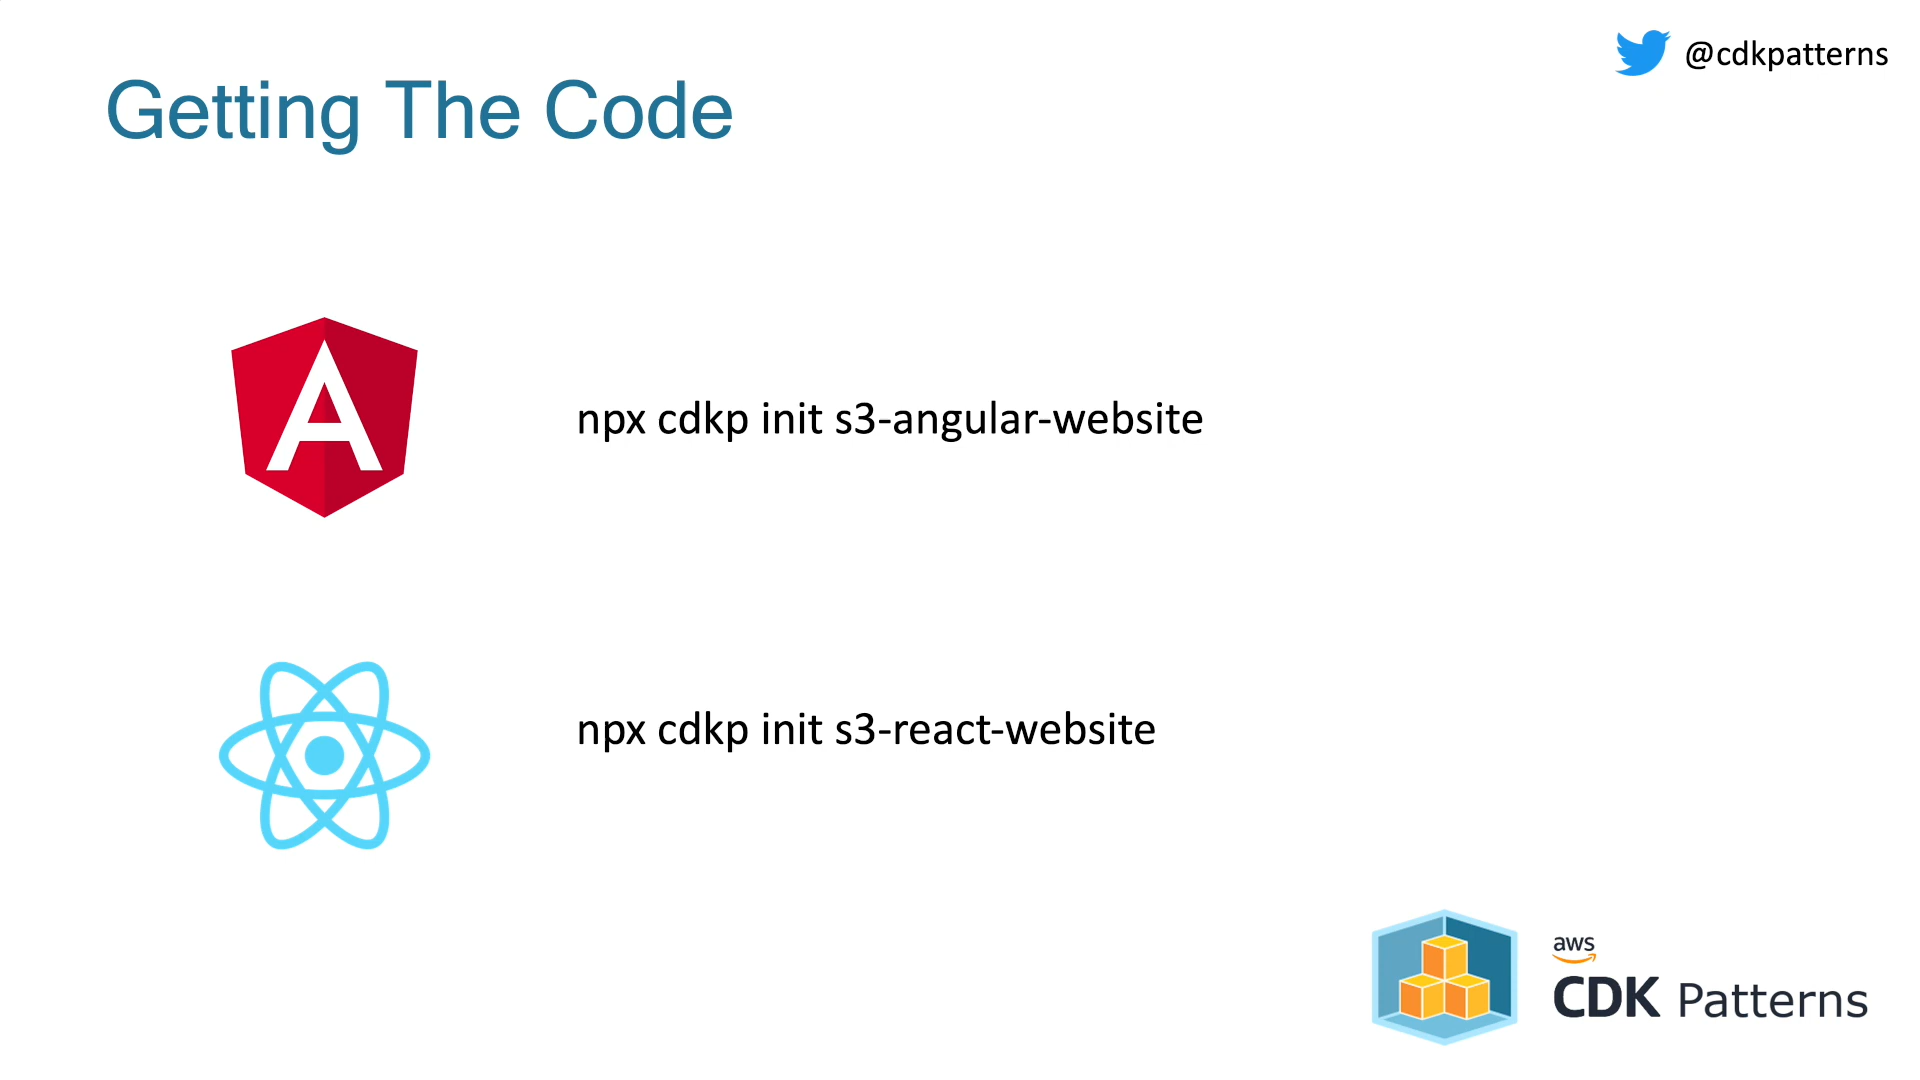 @cdkpatterns
Getting The Code
npx cdkp init s3-angular-website
npx cdkp init s3-react-website
aws
CDK Patterns